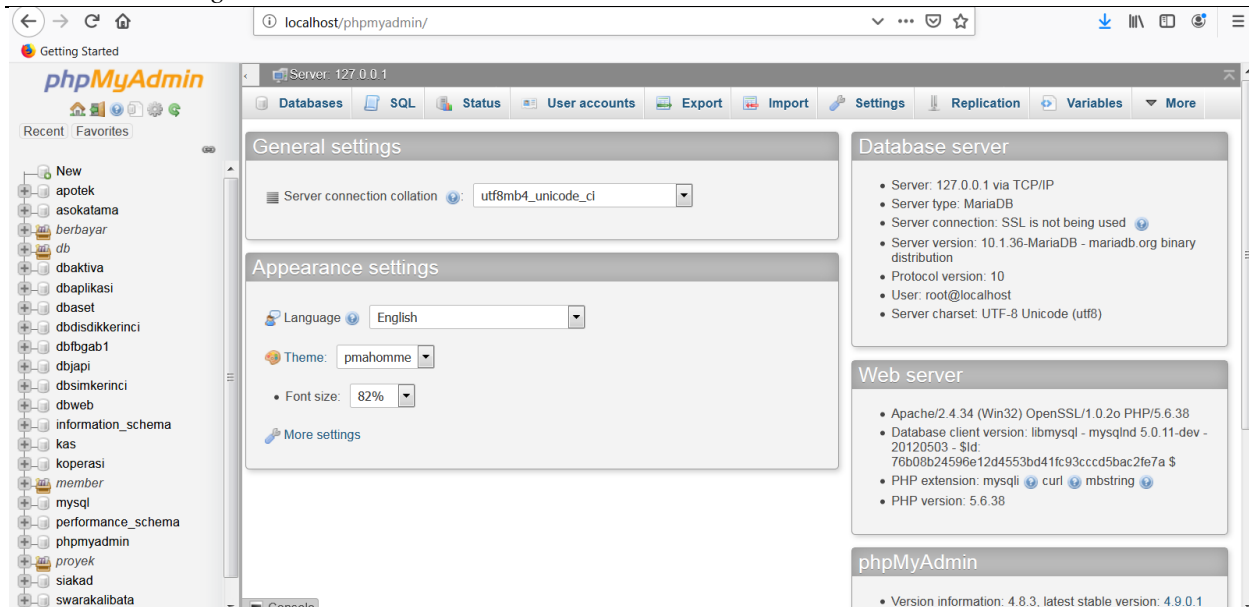 localhost/phpmyadmin/
Getting Started
phpMyAdmin
Recent Favorites
New
apotek
asokatama
berbayar
db
dbaktiva
dbaplikasi
dbaset
dbdisdikkerinci
dbfbgab1
dbjapi
dbsimkerinci
dbweb
information_schema
kas
koperasi
member
mysql
performance_schema
phpmyadmin
proyek
siakad
swarakalibata
Server: 127.0.0.1
Databases SQL Status User accounts Export Import Settings Replication Variables More
General settings
Server connection collation : utf8mb4_unicode_ci
Appearance settings
Language English
Theme: pmahomme
Font size: 82%
More settings
Console
Database server
Server: 127.0.0.1 via TCP/IP
Server type: MariaDB
Server connection: SSL is not being used
Server version: 10.1.36-MariaDB - mariadb.org binary
distribution
Protocol version: 10
User: root@localhost
Server charset: UTF-8 Unicode (utf8)
Web server
Apache/2.4.34 (Win32) OpenSSL/1.0.2o PHP/5.6.38
Database client version: libmysql - mysqlnd 5.0.11-dev -
20120503 - $Id:
76b08b24596e12d4553bd41fc93cccd5bac2fe7a $
PHP extension: mysqli curl mbstring
PHP version: 5.6.38
phpMyAdmin
Version information: 4.8.3, latest stable version: 4.9.0.1